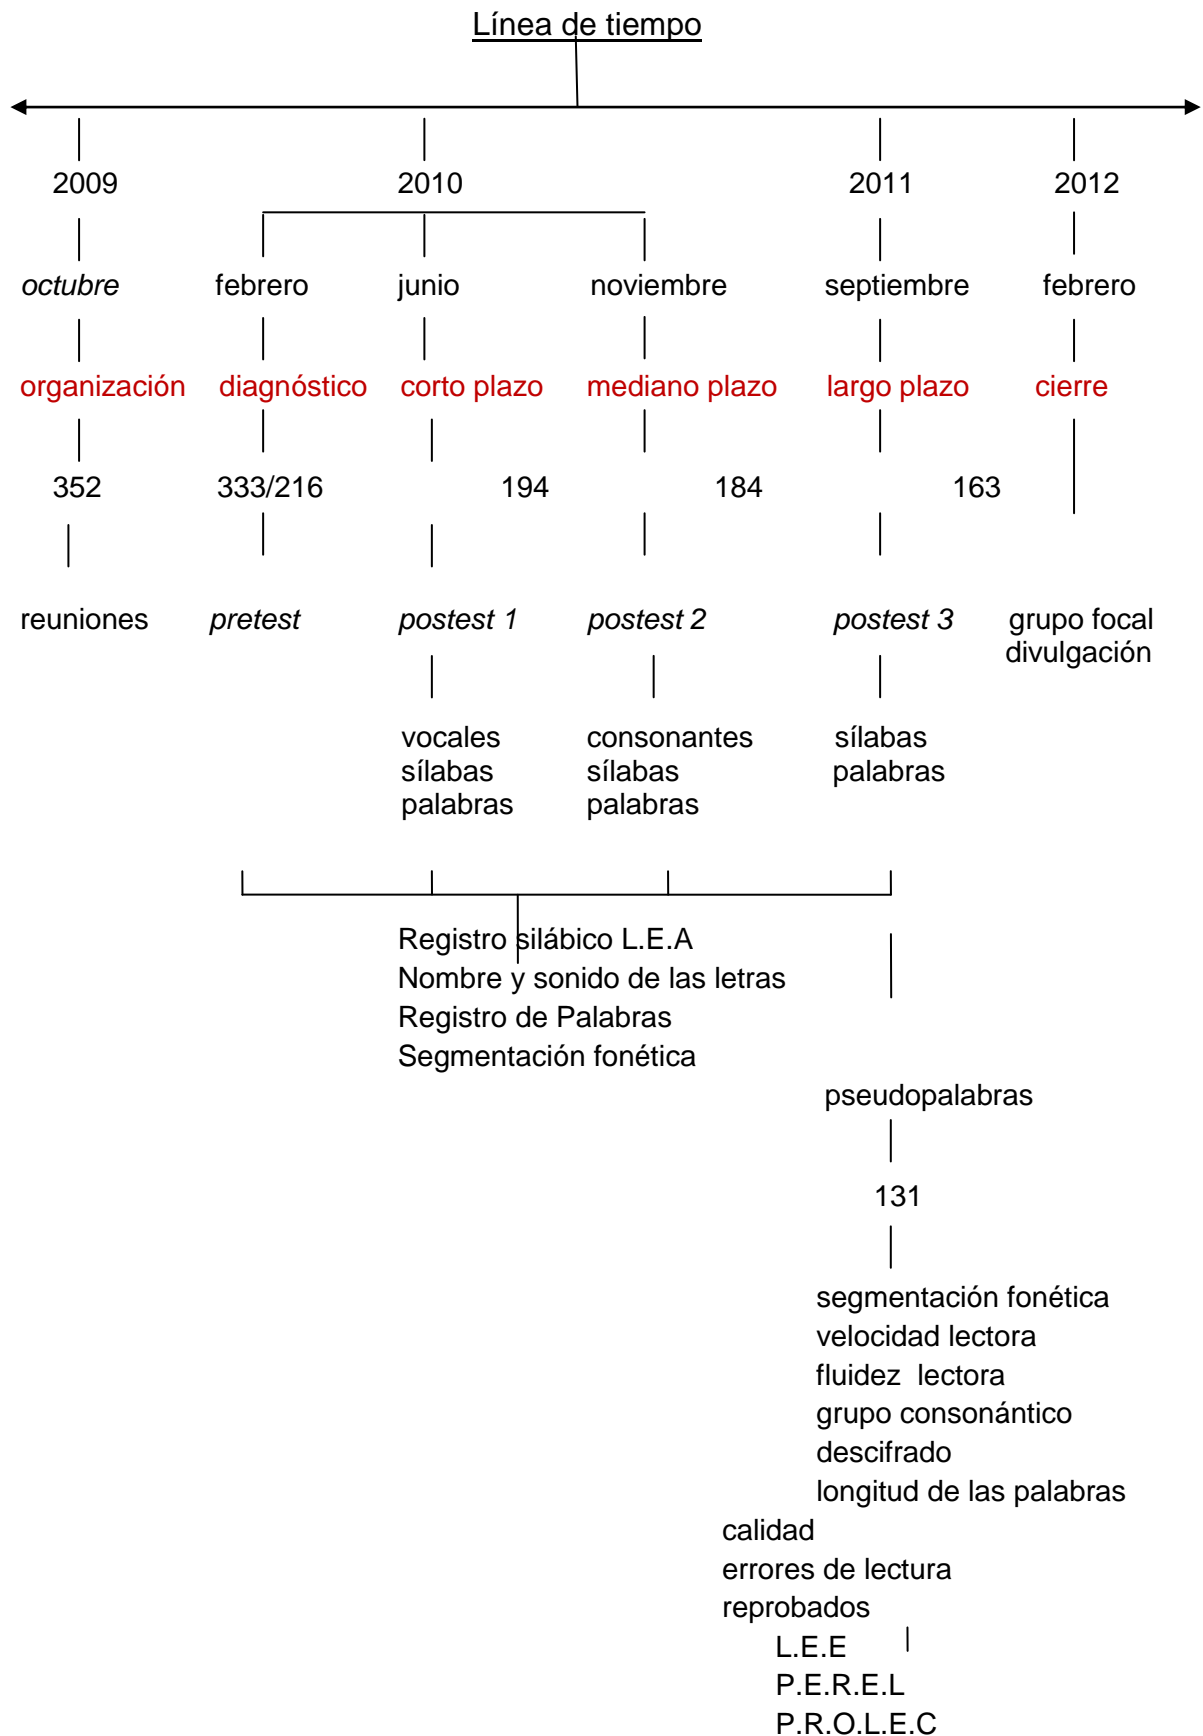 Línea de tiempo
2009 2010 2011 2012
octubre febrero junio noviembre septiembre febrero
organización diagnóstico corto plazo mediano plazo largo plazo cierre
352 333/216 194 184 163
reuniones pretest postest 1 postest 2 postest 3 grupo focal
divulgación
vocales consonantes sílabas
sílabas sílabas palabras
palabras palabras
Registro silábico L.E.A
Nombre y sonido de las letras
Registro de Palabras
Segmentación fonética
pseudopalabras
131
segmentación fonética
velocidad lectora
fluidez lectora
grupo consonántico
descifrado
longitud de las palabras
calidad
errores de lectura
reprobados
L.E.E
P.E.R.E.L
P.R.O.L.E.C